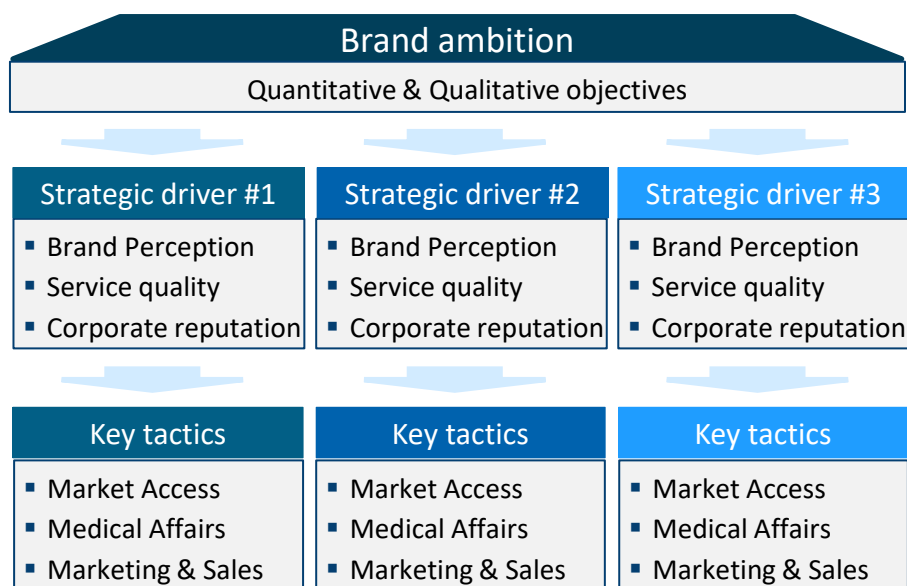 Brand ambition
Quantitative & Qualitative objectives
Strategic driver #1
▪ Brand Perception
▪ Service quality
▪ Corporate reputation
Strategic driver #2
▪ Brand Perception
▪ Service quality
▪ Corporate reputation
Strategic driver #3
▪ Brand Perception
▪ Service quality
▪ Corporate reputation
Key tactics
▪ Market Access
▪ Medical Affairs
▪ Marketing & Sales
Key tactics
▪ Market Access
▪ Medical Affairs
▪ Marketing & Sales
Key tactics
▪ Market Access
▪ Medical Affairs
▪ Marketing & Sales